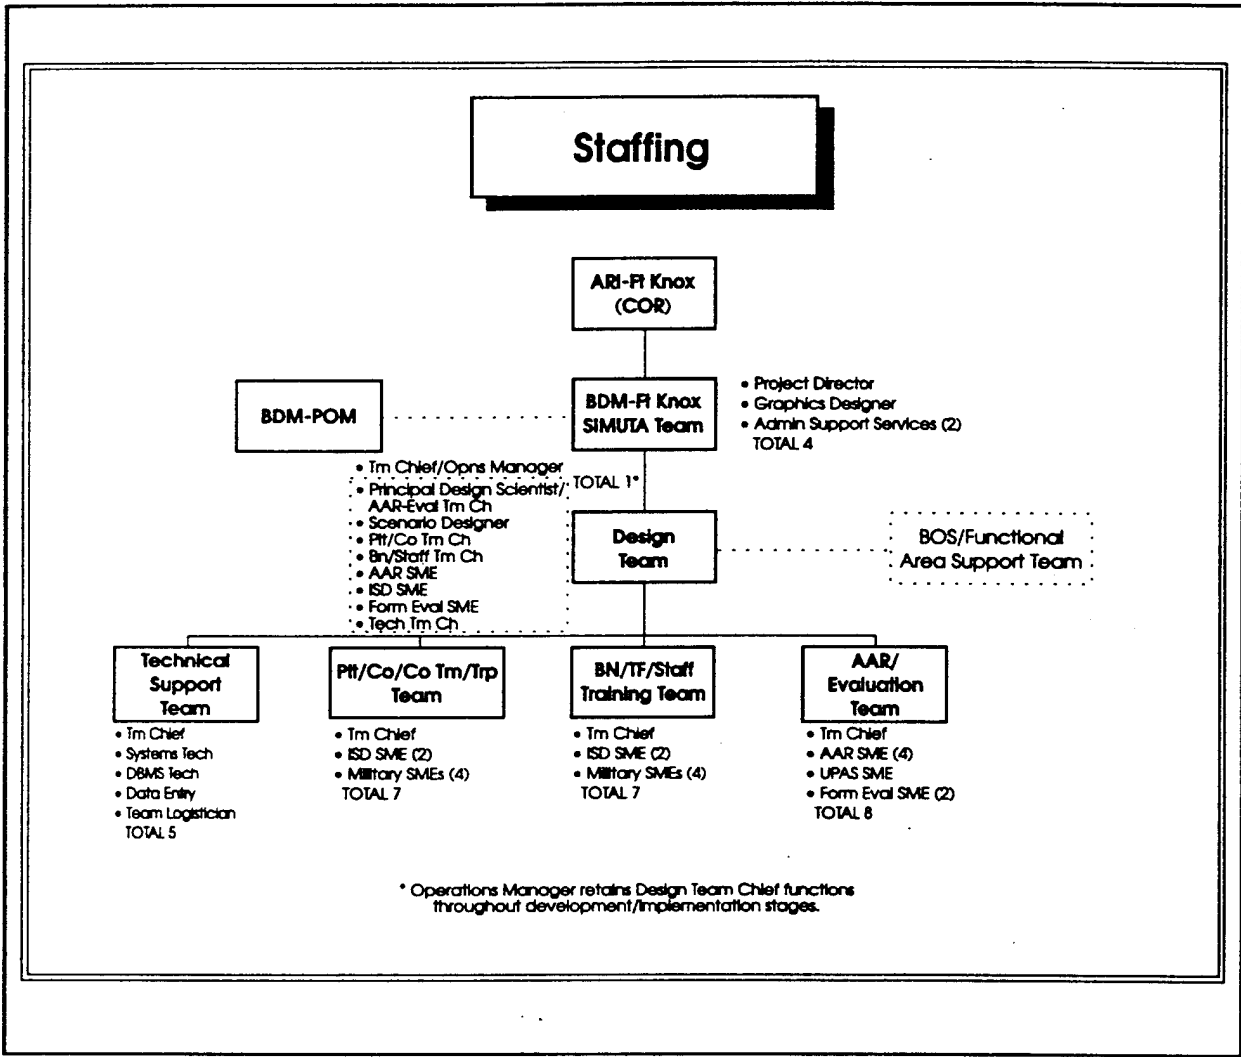 Staffing
ARI-Ft Knox
(COR)
BDM-POM
BDM-Ft Knox
SIMUTA Team
• Project Director
• Graphics Designer
• Admin Support Services (2)
TOTAL 4
• Tm Chief/Opns Manager
TOTAL 1*
• Principal Design Scientist/
AAR-Eval Tm Ch
• Scenario Designer
• Plt/Co Tm Ch
• Bn/Staff Tm Ch
• AAR SME
• ISD SME
• Form Eval SME
• Tech Tm Ch
Design
Team
BOS/Functional
Area Support Team
Technical
Support
Team
• Tm Chief
• Systems Tech
• DBMS Tech
• Data Entry
• Team Logistician
TOTAL 5
Plt/Co/Co Tm/Trp
Team
• Tm Chief
• ISD SME (2)
• Military SMEs (4)
TOTAL 7
BN/TF/Staff
Training Team
• Tm Chief
• ISD SME (2)
• Military SMEs (4)
TOTAL 7
AAR/
Evaluation
Team
• Tm Chief
• AAR SME (4)
• UPAS SME
• Form Eval SME (2)
TOTAL 8
* Operations Manager retains Design Team Chief functions
throughout development/implementation stages.